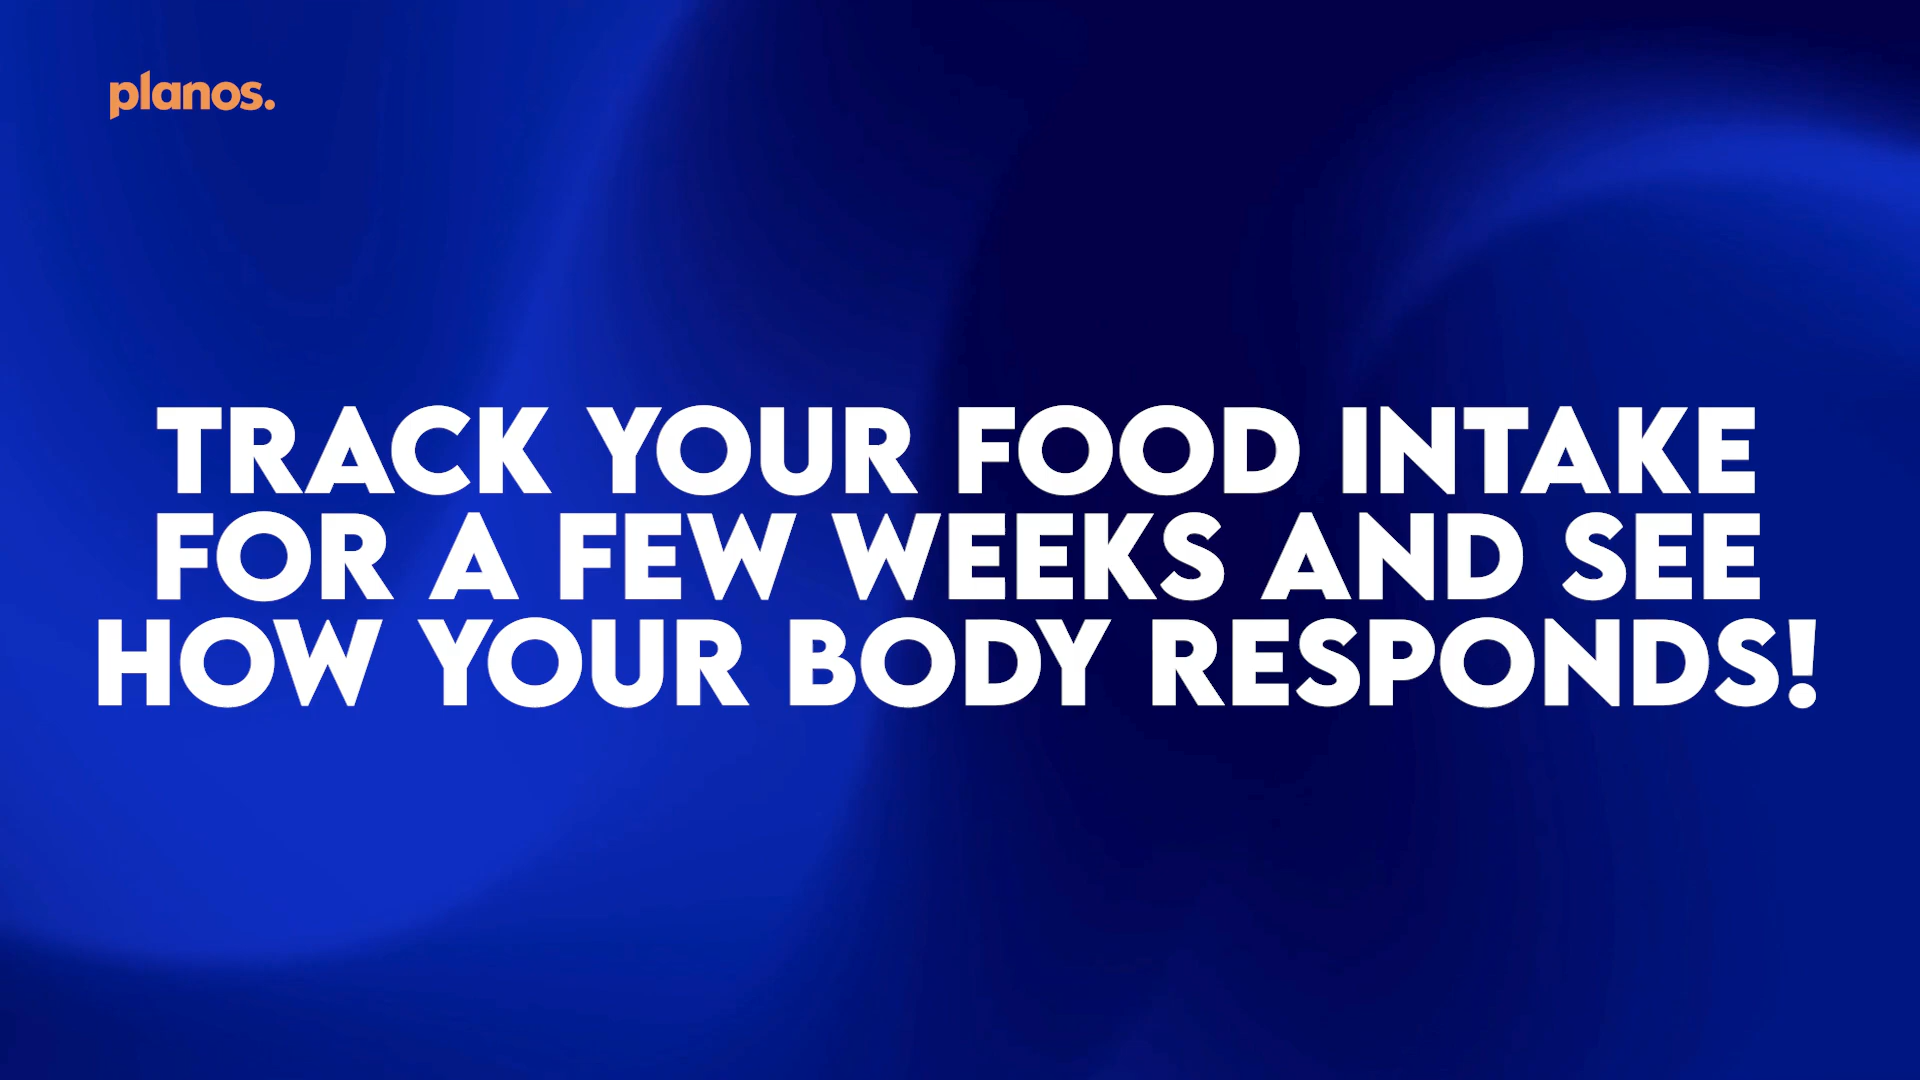 planos.
TRACK YOUR FOOD INTAKE
FOR A FEW WEEKS AND SEE
HOW YOUR BODY RESPONDS!